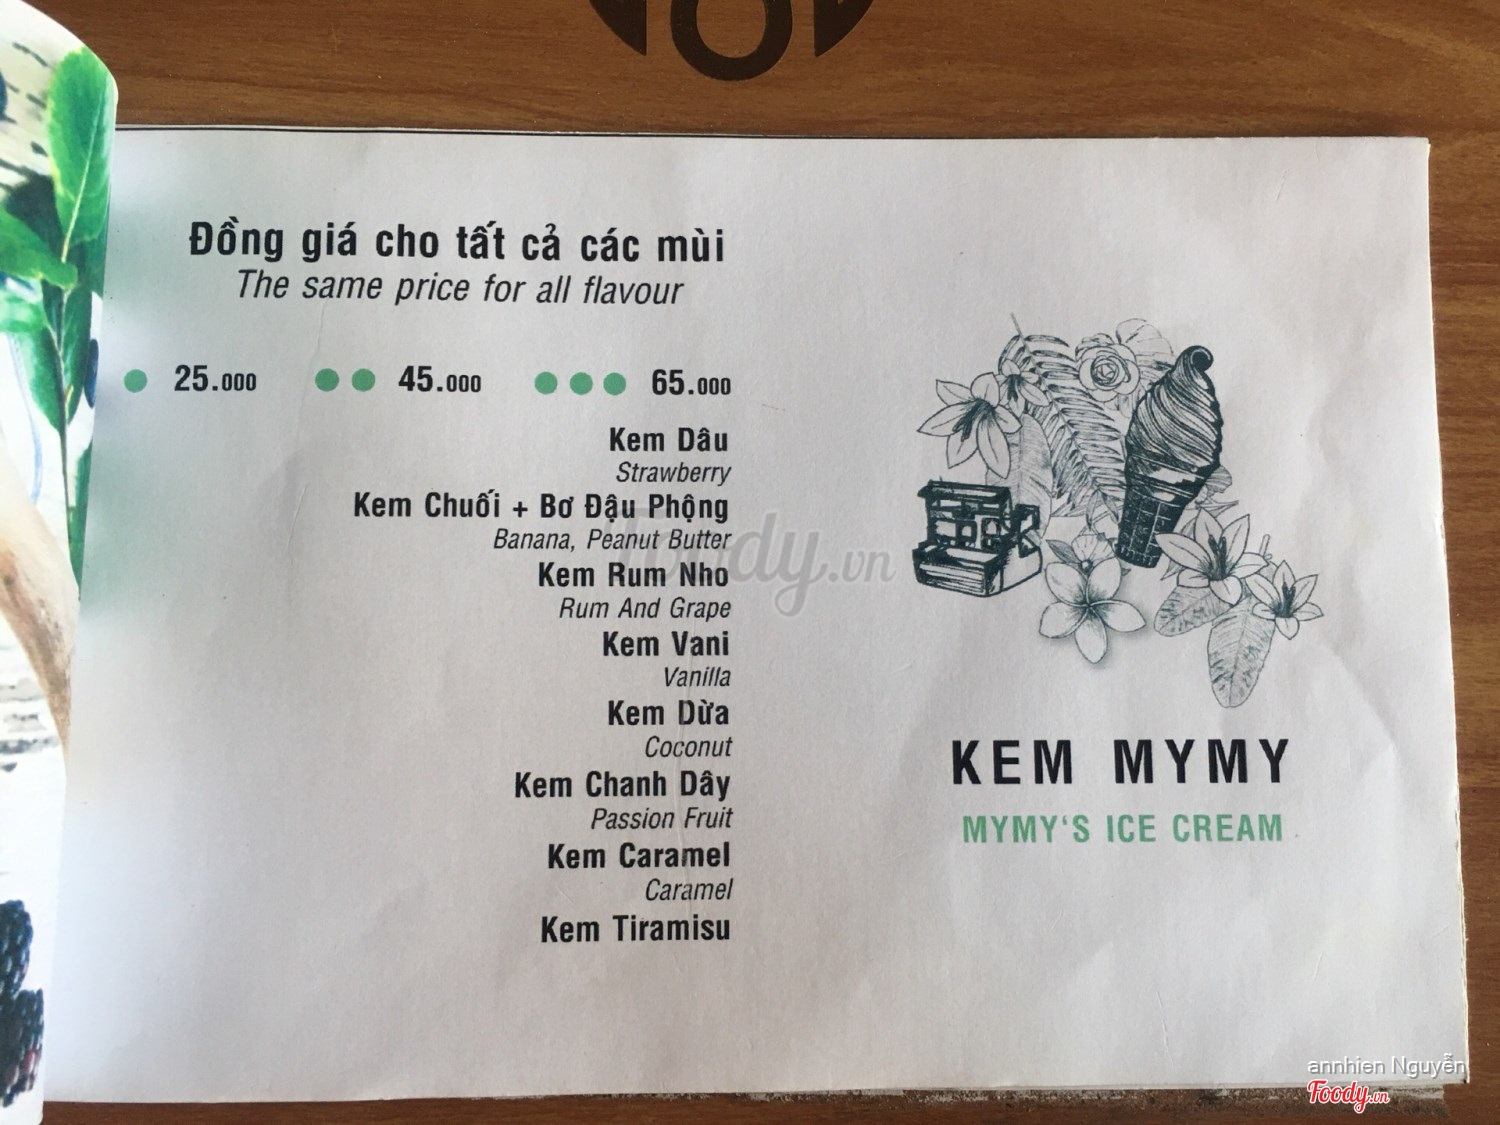 Đồng giá cho tất cả các mùi
The same price for all flavour
25.000 45.000 65.000
Kem Dâu
Strawberry
Kem Chuối + Bơ Đậu Phộng
Banana, Peanut Butter
Kem Rum Nho
Rum And Grape
Kem Vani
Vanilla
Kem Dừa
Coconut
Kem Chanh Dây
Passion Fruit
Kem Caramel
Caramel
Kem Tiramisu
KEM MYMY
MYMY'S ICE CREAM
Foody.vn
annhien Nguyễn
Foody.vn